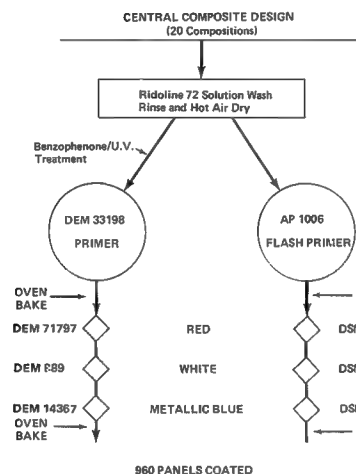 CENTRAL COMPOSITE DESIGN
(20 Compositions)
Ridoline 72 Solution Wash
Rinse and Hot Air Dry
Benzophenone/U.V.
Treatment
DEM 33198
PRIMER
AP 1006
FLASH PRIMER
OVEN
BAKE
DEM 71797
RED
DEM 889
WHITE
DEM 14367
METALLIC BLUE
OVEN
BAKE
960 PANELS COATED